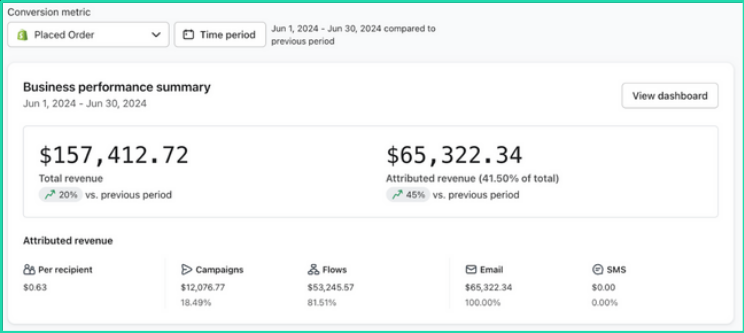 Conversion metric
Placed Order
Time period
Jun 1, 2024 - Jun 30, 2024 compared to
previous period
Business performance summary
Jun 1, 2024 - Jun 30, 2024
View dashboard
$157,412.72
Total revenue
20% vs. previous period
$65,322.34
Attributed revenue (41.50% of total)
45% vs. previous period
Attributed revenue
Per recipient
$0.63
Campaigns
$12,076.77
18.49%
Flows
$53,245.57
81.51%
Email
$65,322.34
100.00%
SMS
$0.00
0.00%